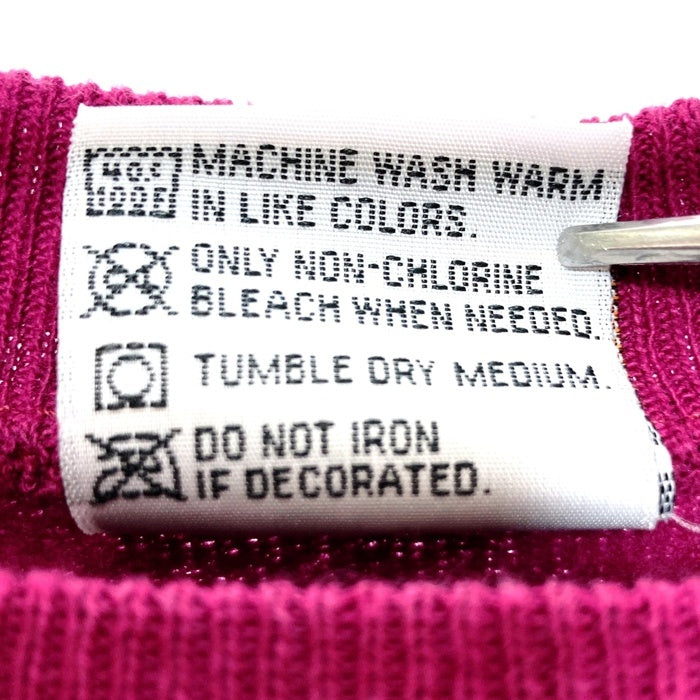 MACHINE WASH WARM
IN LIKE COLORS.
ONLY NON-CHLORINE
BLEACH WHEN NEEDED.
TUMBLE DRY MEDIUM.
DO NOT IRON
IF DECORATED.